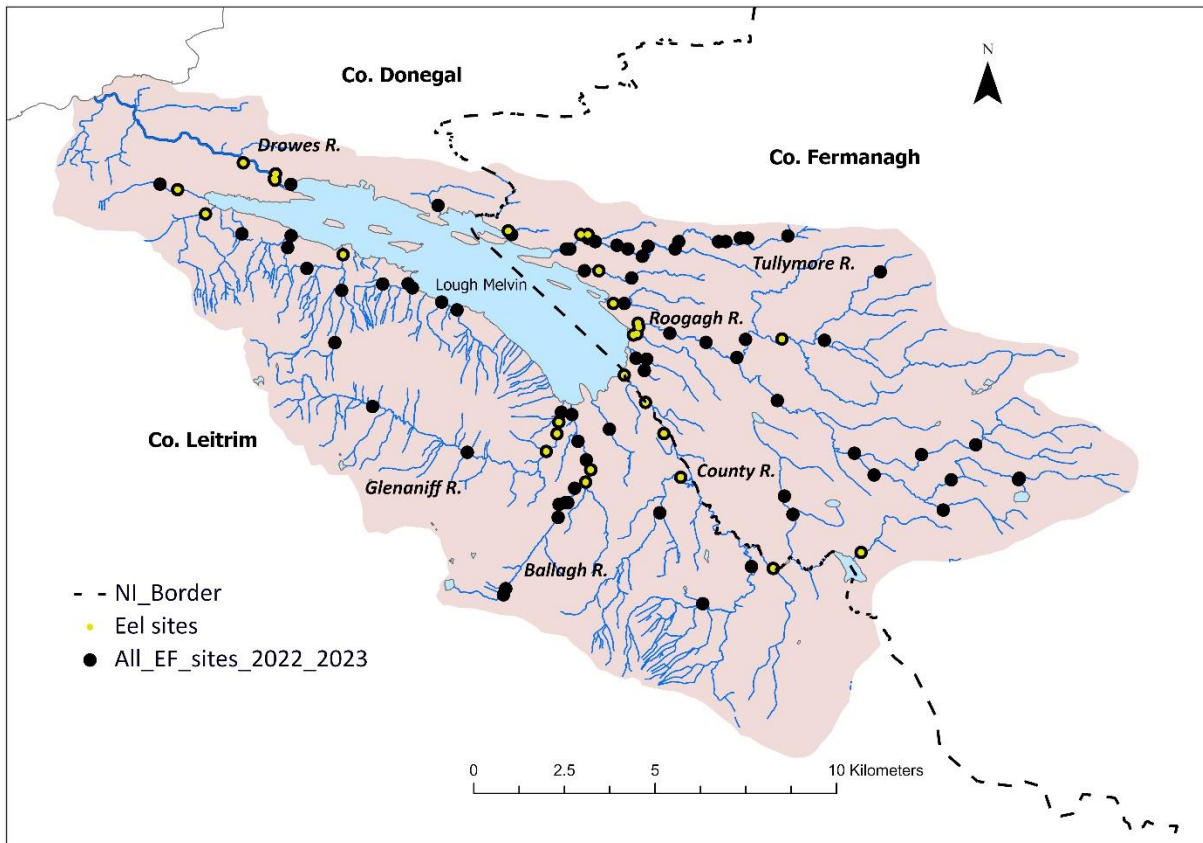 Co. Donegal
N
Co. Fermanagh
Drowes R.
Tullymore R.
Lough Melvin
Roogagh R.
Co. Leitrim
Glenaniff R.
County R.
Ballagh R.
NI_Border
Eel sites
All_EF_sites_2022_2023
0 2.5 5 10 Kilometers